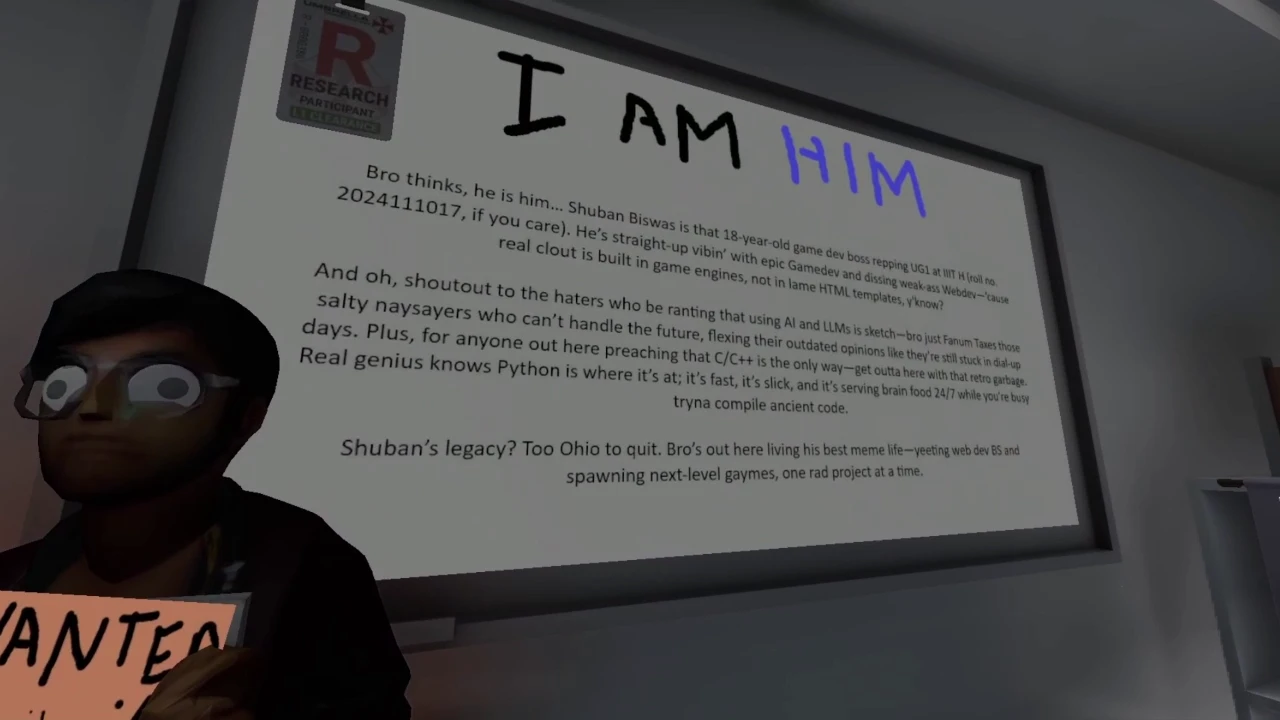 UMBRELLA
R
RESEARCH
PARTICIPANT
L1 CLEARANCE
I AM HIM
Bro thinks, he is him... Shuban Biswas is that 18-year-old game dev boss repping UG1 at IIIT H (roll no.
2024111017, if you care). He's straight-up vibin' with epic Gamedev and dissing weak-ass Webdev—'cause
real clout is built in game engines, not in lame HTML templates, y'know?
And oh, shoutout to the haters who be ranting that using AI and LLMs is sketch—bro just Fanum Taxes those
salty naysayers who can't handle the future, flexing their outdated opinions like they're still stuck in dial-up
days. Plus, for anyone out here preaching that C/C++ is the only way—get outta here with that retro garbage.
Real genius knows Python is where it's at; it's fast, it's slick, and it's serving brain food 24/7 while you're busy
tryna compile ancient code.
Shuban's legacy? Too Ohio to quit. Bro's out here living his best meme life—yeeting web dev BS and
spawning next-level gaymes, one rad project at a time.
WANTED